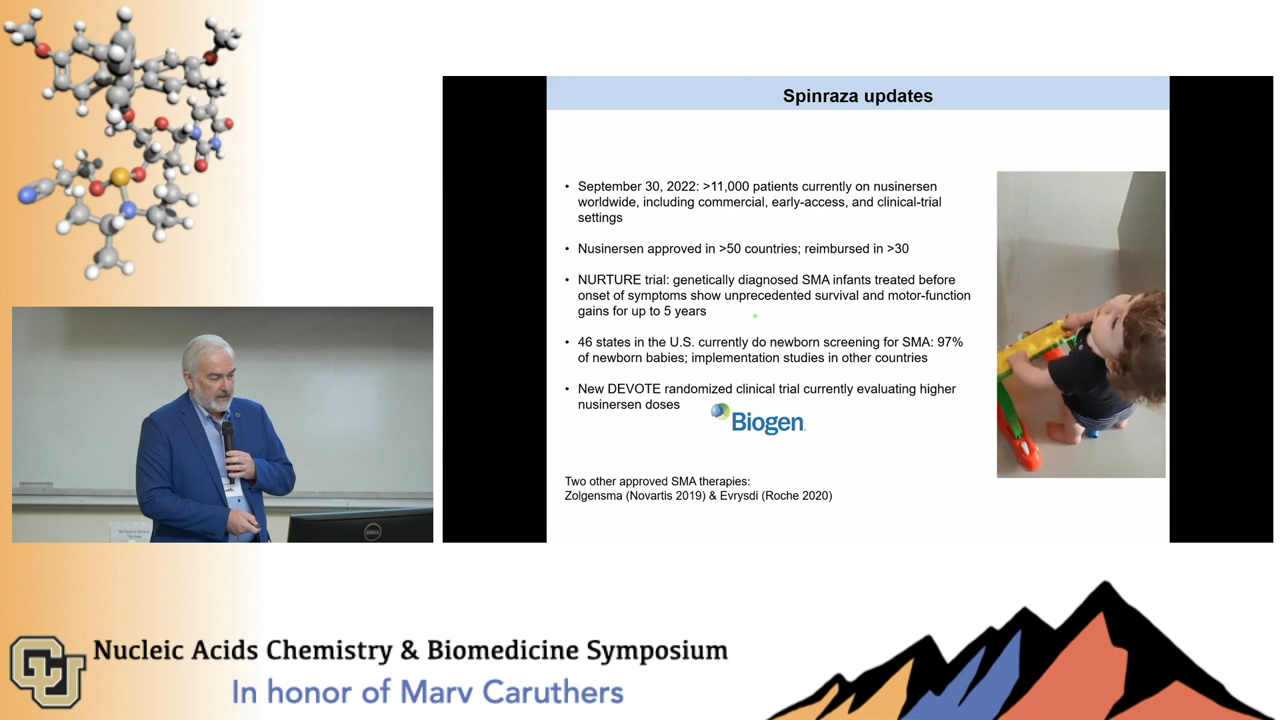 Spinraza updates
• September 30, 2022: >11,000 patients currently on nusinersen
worldwide, including commercial, early-access, and clinical-trial
settings
• Nusinersen approved in >50 countries; reimbursed in >30
• NURTURE trial: genetically diagnosed SMA infants treated before
onset of symptoms show unprecedented survival and motor-function
gains for up to 5 years
• 46 states in the U.S. currently do newborn screening for SMA: 97%
of newborn babies; implementation studies in other countries
• New DEVOTE randomized clinical trial currently evaluating higher
nusinersen doses
Biogen
Two other approved SMA therapies:
Zolgensma (Novartis 2019) & Evrysdi (Roche 2020)
DELL
CU
Nucleic Acids Chemistry & Biomedicine Symposium
In honor of Marv Caruthers